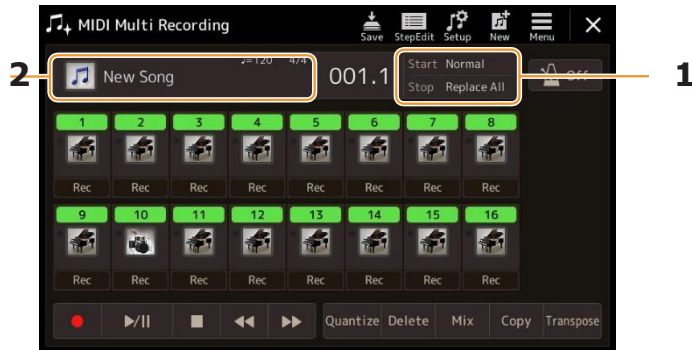 MIDI Multi Recording
Save StepEdit Setup New Menu
2 New Song ♩=120 4/4 001.1 Start Normal 1
Stop Replace All Off
1 2 3 4 5 6 7 8
Rec Rec Rec Rec Rec Rec Rec Rec
9 10 11 12 13 14 15 16
Rec Rec Rec Rec Rec Rec Rec Rec
Quantize Delete Mix Copy Transpose